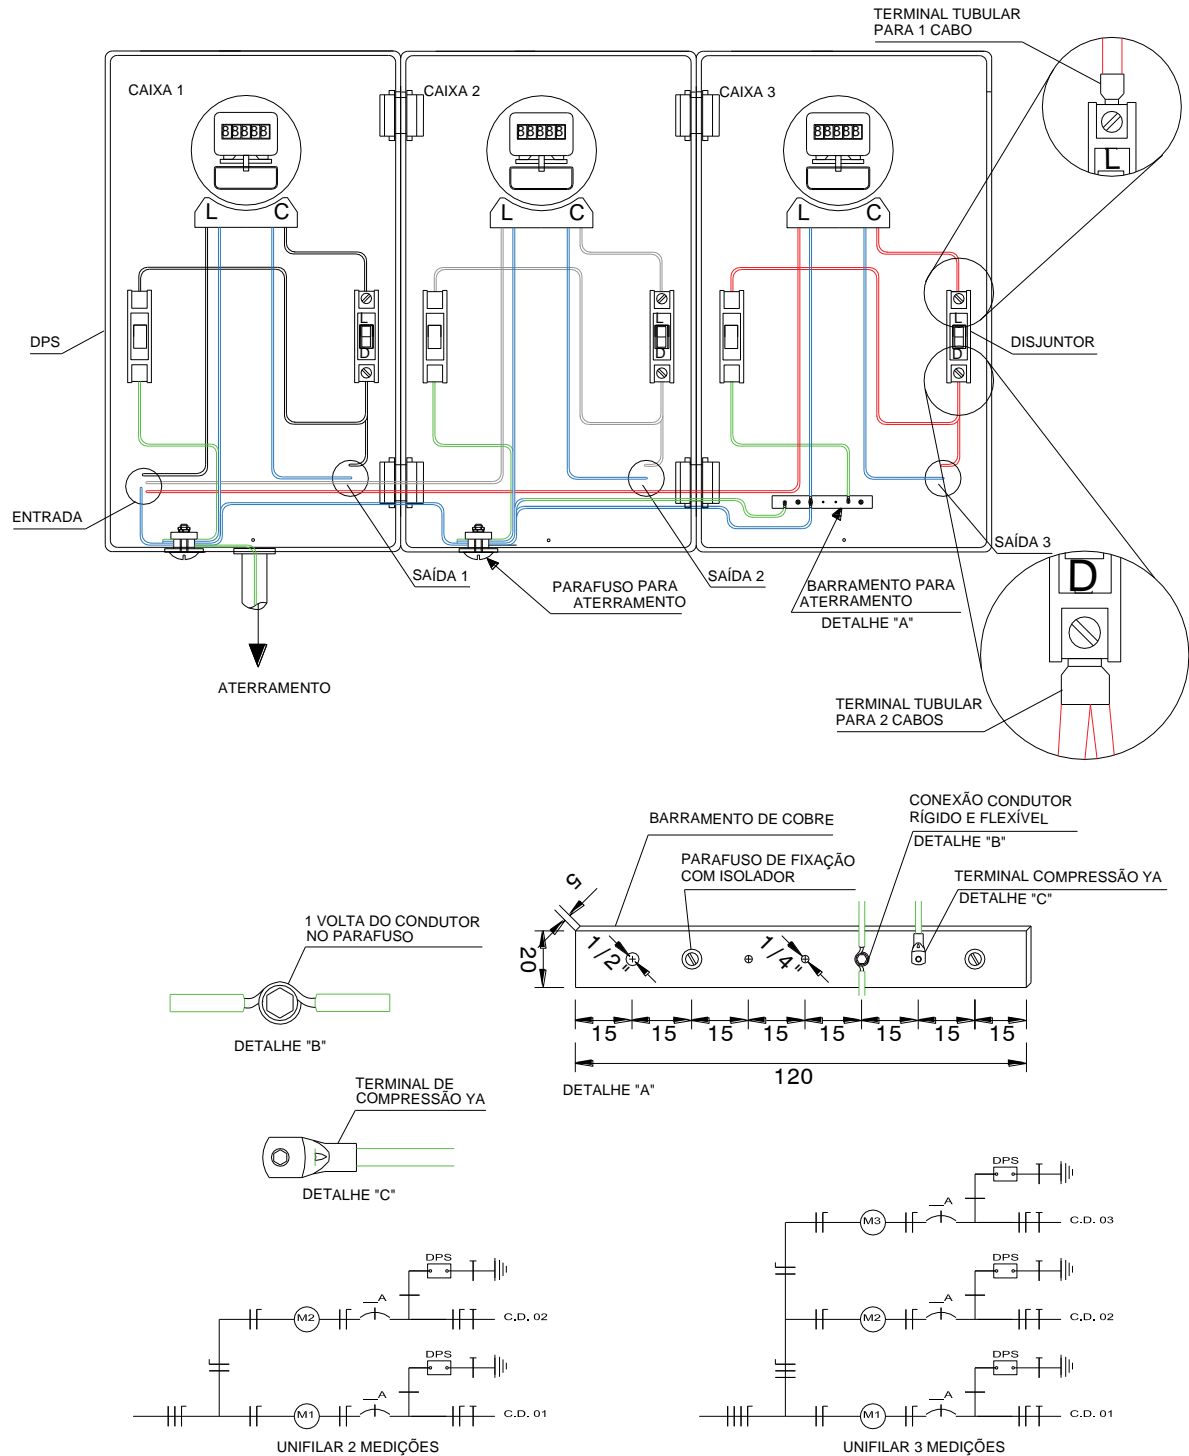 TERMINAL TUBULAR
PARA 1 CABO
CAIXA 1
CAIXA 2
CAIXA 3
88888
88888
88888
L
L C
L C
L C
L
D
L
D
L
D
DPS
DISJUNTOR
ENTRADA
SAÍDA 1
PARAFUSO PARA
ATERRAMENTO
SAÍDA 2
BARRAMENTO PARA
ATERRAMENTO
DETALHE "A"
SAÍDA 3
D
ATERRAMENTO
TERMINAL TUBULAR
PARA 2 CABOS
BARRAMENTO DE COBRE
CONEXÃO CONDUTOR
RÍGIDO E FLEXÍVEL
DETALHE "B"
PARAFUSO DE FIXAÇÃO
COM ISOLADOR
TERMINAL COMPRESSÃO YA
DETALHE "C"
5
20
1/2"
1/4"
15 15 15 15 15 15 15 15
120
DETALHE "A"
1 VOLTA DO CONDUTOR
NO PARAFUSO
DETALHE "B"
TERMINAL DE
COMPRESSÃO YA
DETALHE "C"
DPS
M2
A
C.D. 02
DPS
M1
A
C.D. 01
UNIFILAR 2 MEDIÇÕES
DPS
M3
A
C.D. 03
DPS
M2
A
C.D. 02
DPS
M1
A
C.D. 01
UNIFILAR 3 MEDIÇÕES